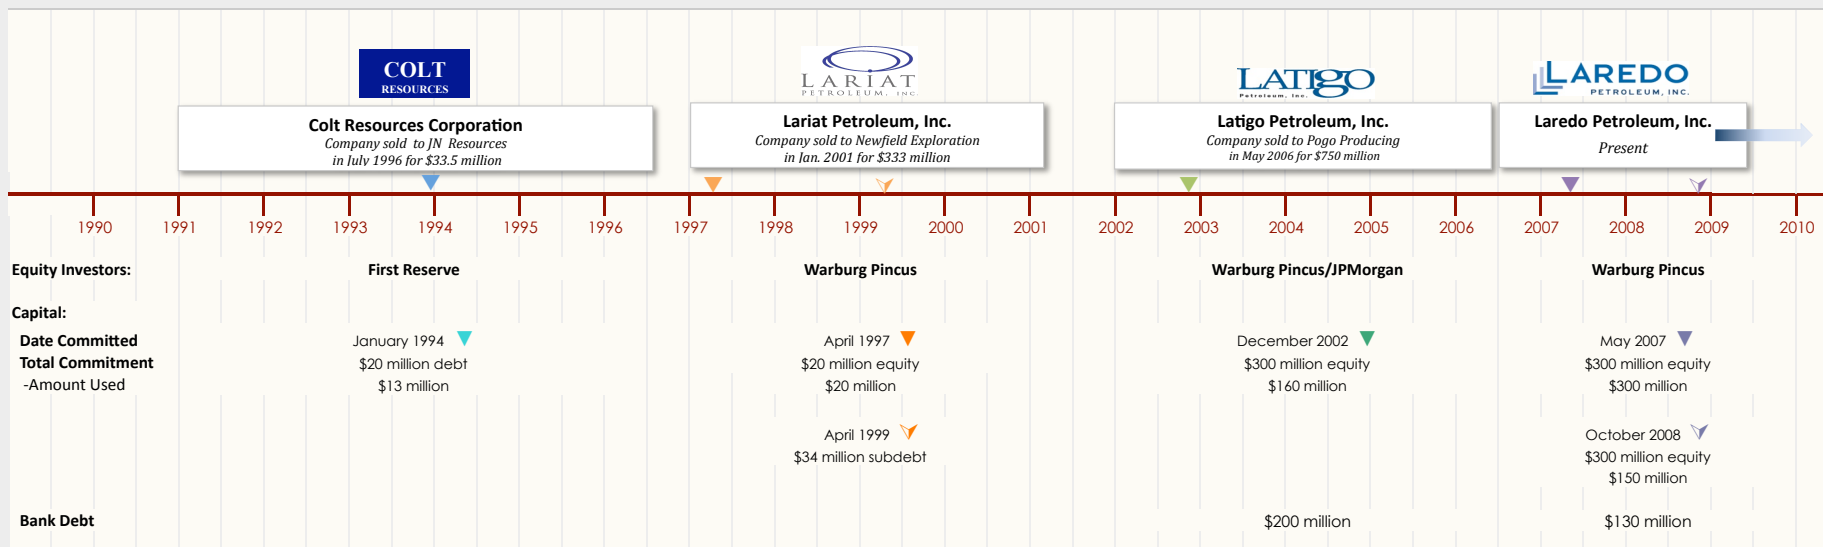 COLT
RESOURCES
LARIAT
PETROLEUM, INC.
LATIGO
Petroleum, Inc.
LAREDO
PETROLEUM, INC.
Colt Resources Corporation
Company sold to JN Resources
in July 1996 for $33.5 million
Lariat Petroleum, Inc.
Company sold to Newfield Exploration
in Jan. 2001 for $333 million
Latigo Petroleum, Inc.
Company sold to Pogo Producing
in May 2006 for $750 million
Laredo Petroleum, Inc.
Present
1990 1991 1992 1993 1994 1995 1996 1997 1998 1999 2000 2001 2002 2003 2004 2005 2006 2007 2008 2009 2010
Equity Investors: First Reserve Warburg Pincus Warburg Pincus/JPMorgan Warburg Pincus
Capital:
Date Committed January 1994 April 1997 December 2002 May 2007
Total Commitment $20 million debt $20 million equity $300 million equity $300 million equity
-Amount Used $13 million $20 million $160 million $300 million
April 1999 October 2008
$34 million subdebt $300 million equity
$150 million
Bank Debt $200 million $130 million